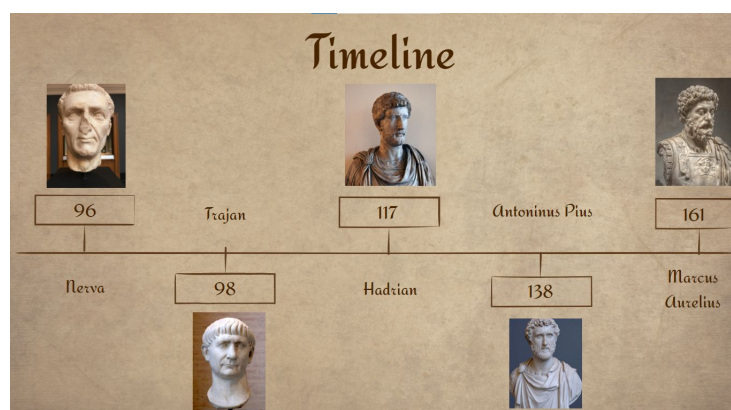 Timeline
96
Trajan
117
Antoninus Pius
161
Nerva
98
Hadrian
138
Marcus
Aurelius